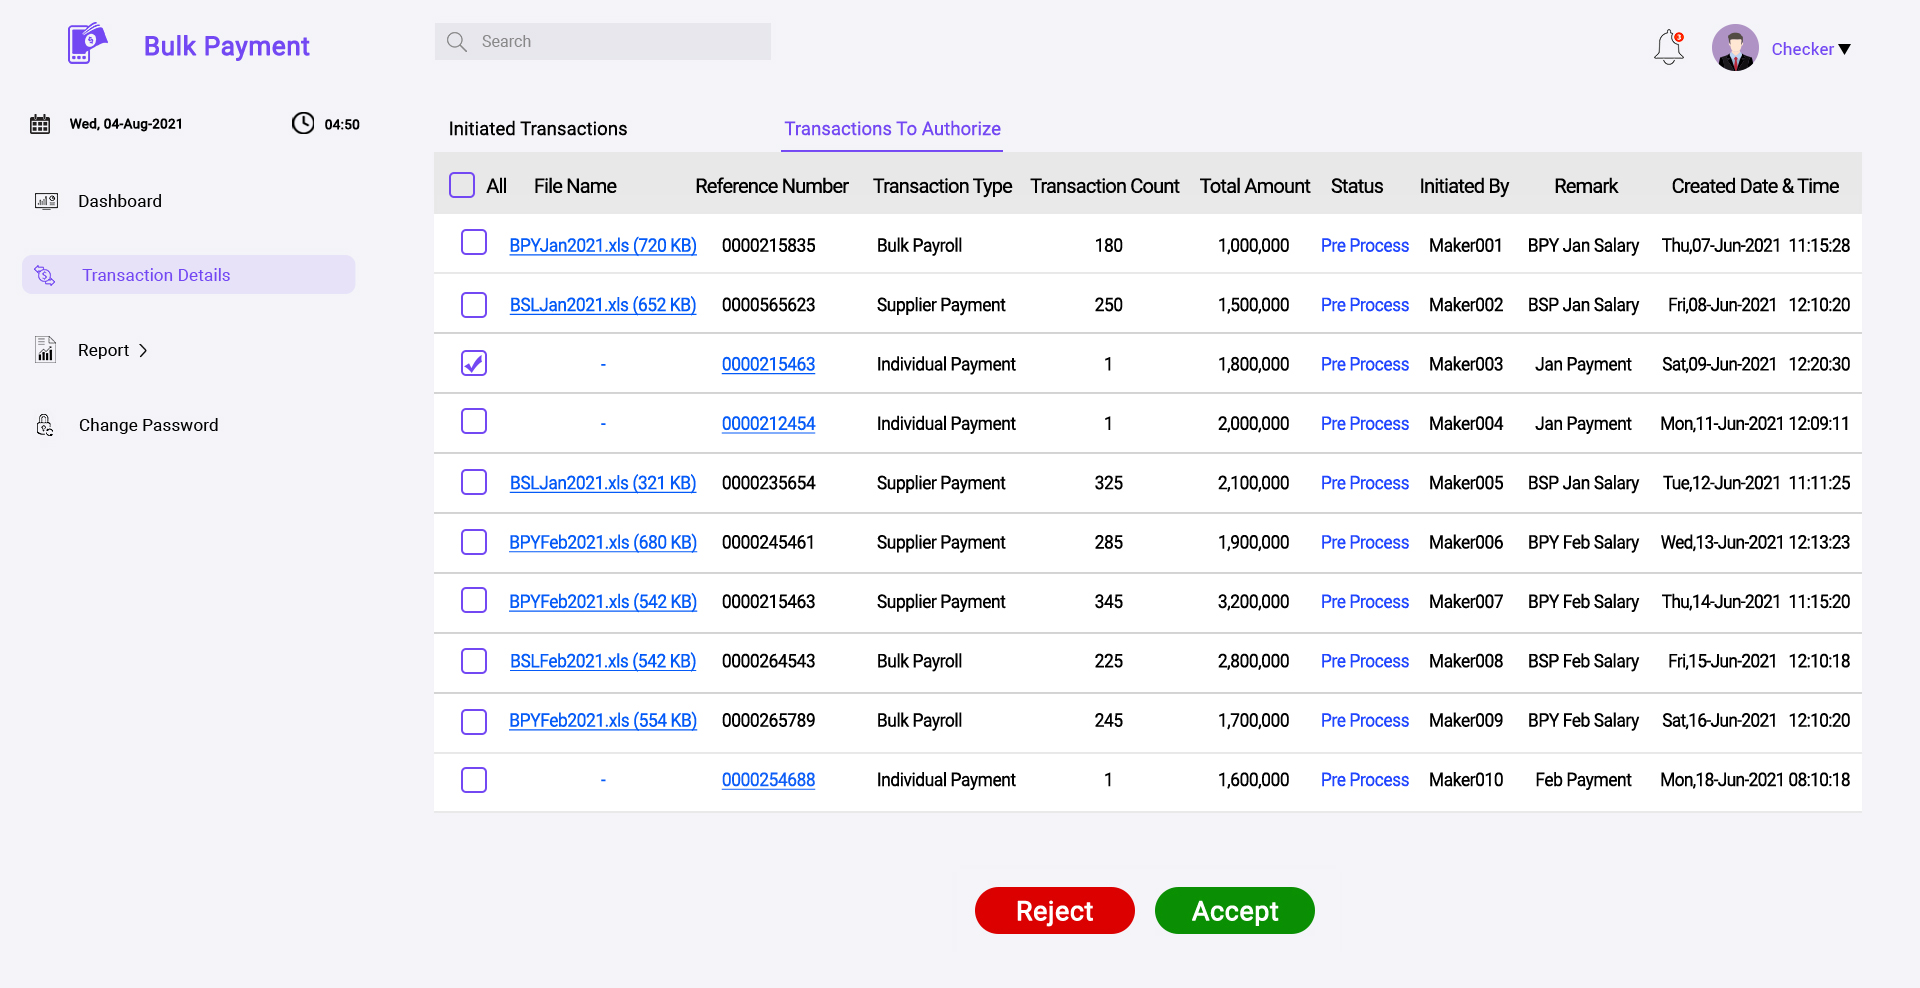 Bulk Payment
Search
3
Checker
Wed, 04-Aug-2021 04:50
Initiated Transactions Transactions To Authorize
Dashboard
Transaction Details
Report
Change Password
All File Name Reference Number Transaction Type Transaction Count Total Amount Status Initiated By Remark Created Date & Time
BPYJan2021.xls (720 KB) 0000215835 Bulk Payroll 180 1,000,000 Pre Process Maker001 BPY Jan Salary Thu,07-Jun-2021 11:15:28
BSLJan2021.xls (652 KB) 0000565623 Supplier Payment 250 1,500,000 Pre Process Maker002 BSP Jan Salary Fri,08-Jun-2021 12:10:20
- 0000215463 Individual Payment 1 1,800,000 Pre Process Maker003 Jan Payment Sat,09-Jun-2021 12:20:30
- 0000212454 Individual Payment 1 2,000,000 Pre Process Maker004 Jan Payment Mon,11-Jun-2021 12:09:11
BSLJan2021.xls (321 KB) 0000235654 Supplier Payment 325 2,100,000 Pre Process Maker005 BSP Jan Salary Tue,12-Jun-2021 11:11:25
BPYFeb2021.xls (680 KB) 0000245461 Supplier Payment 285 1,900,000 Pre Process Maker006 BPY Feb Salary Wed,13-Jun-2021 12:13:23
BPYFeb2021.xls (542 KB) 0000215463 Supplier Payment 345 3,200,000 Pre Process Maker007 BPY Feb Salary Thu,14-Jun-2021 11:15:20
BSLFeb2021.xls (542 KB) 0000264543 Bulk Payroll 225 2,800,000 Pre Process Maker008 BSP Feb Salary Fri,15-Jun-2021 12:10:18
BPYFeb2021.xls (554 KB) 0000265789 Bulk Payroll 245 1,700,000 Pre Process Maker009 BPY Feb Salary Sat,16-Jun-2021 12:10:20
- 0000254688 Individual Payment 1 1,600,000 Pre Process Maker010 Feb Payment Mon,18-Jun-2021 08:10:18
Reject Accept